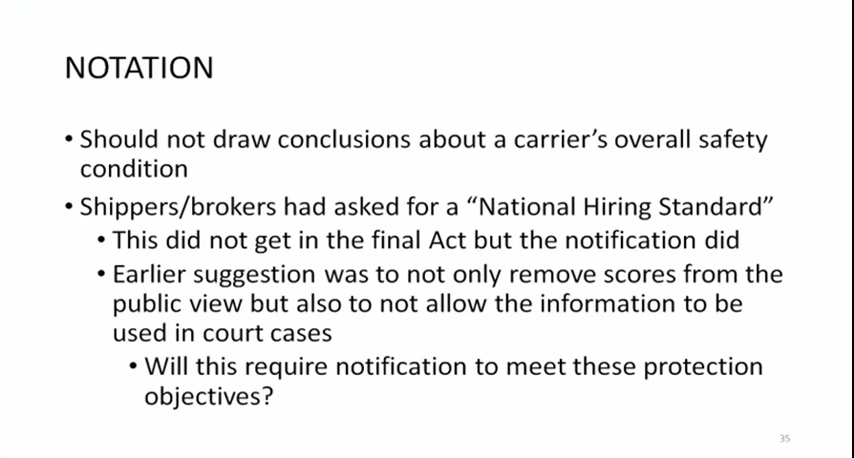 NOTATION
• Should not draw conclusions about a carrier’s overall safety
condition
• Shippers/brokers had asked for a “National Hiring Standard”
• This did not get in the final Act but the notification did
• Earlier suggestion was to not only remove scores from the
public view but also to not allow the information to be
used in court cases
• Will this require notification to meet these protection
objectives?
35